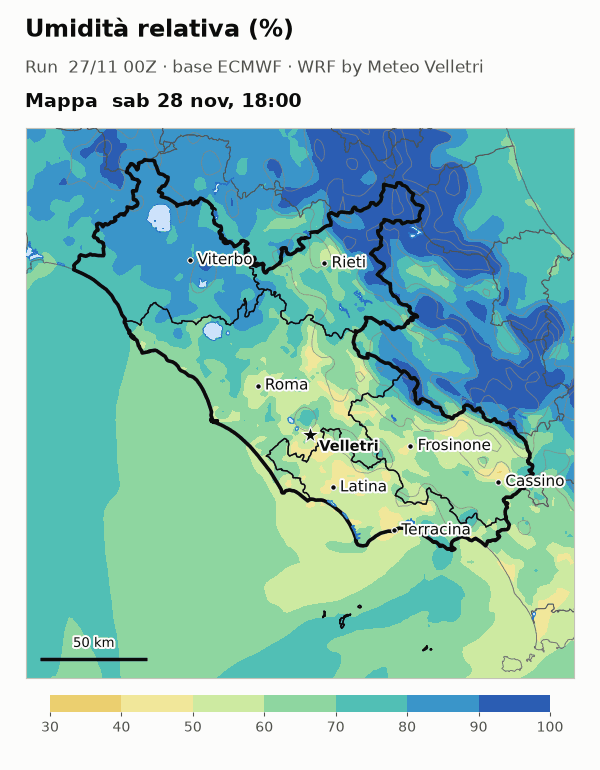 Umidità relativa (%)
Run  27/11 00Z · base ECMWF · WRF by Meteo Velletri
Mappa  sab 28 nov, 18:00
Viterbo
Rieti
Roma
Velletri
Frosinone
Cassino
Latina
Terracina
50 km
30 40 50 60 70 80 90 100